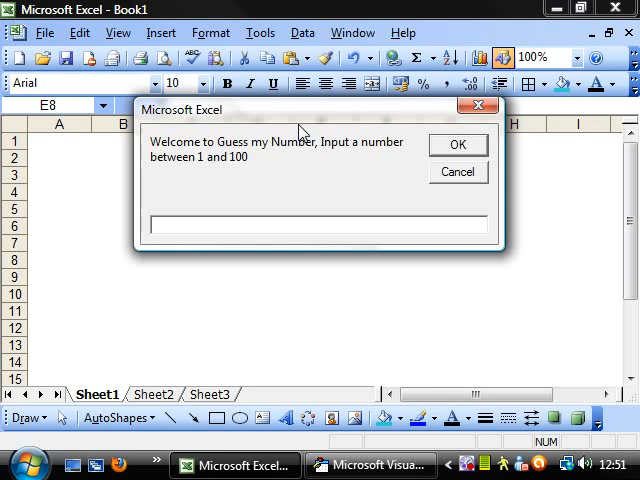 Microsoft Excel - Book1
File Edit View Insert Format Tools Data Window Help
100%
Arial 10 B I U % ,
E8
Microsoft Excel
Welcome to Guess my Number, Input a number
between 1 and 100
OK
Cancel
A B H I
1
2
3
4
5
6
7
8
9
10
11
12
13
14
15
Sheet1 Sheet2 Sheet3
Draw AutoShapes
NUM
Microsoft Excel... Microsoft Visua... 12:51